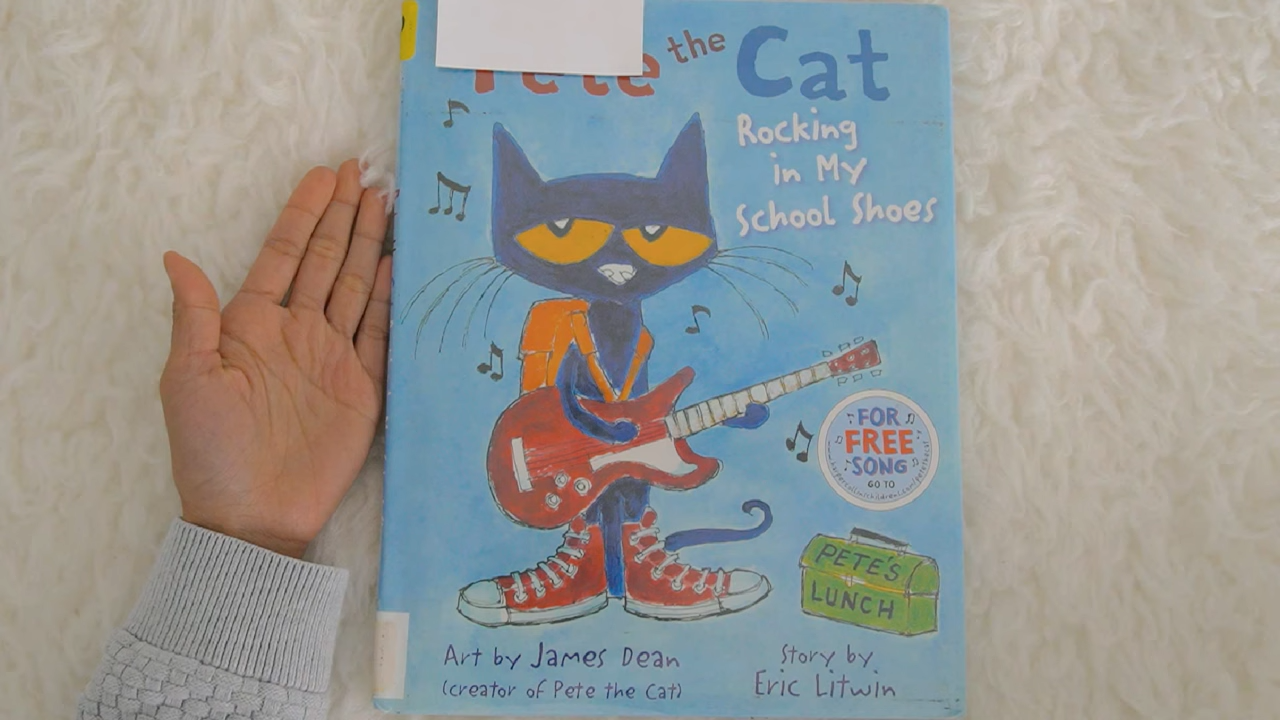 Pete the Cat
Rocking
in My
School Shoes
FOR
FREE
SONG
GO TO
PETE'S
LUNCH
Art by James Dean
(creator of Pete the Cat)
Story by
Eric Litwin